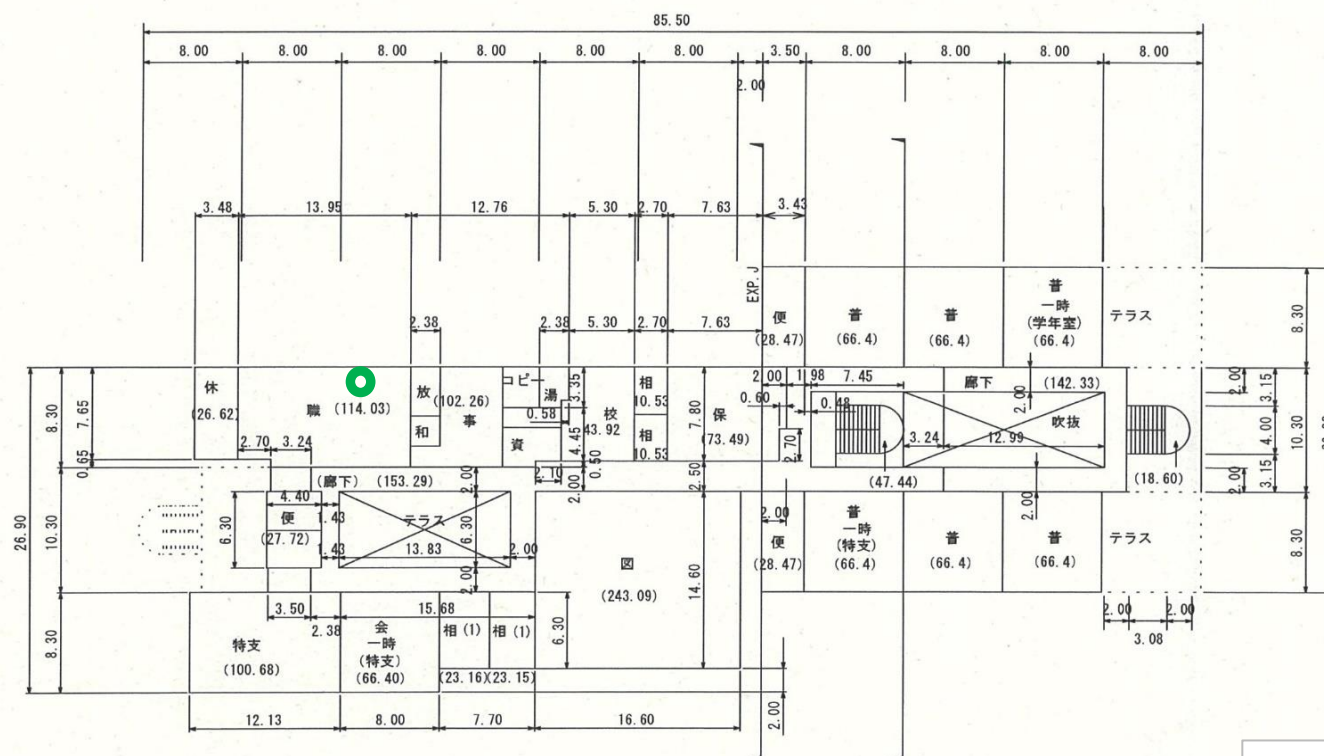 85.50
8.00 8.00 8.00 8.00 8.00 8.00 3.50 8.00 8.00 8.00 8.00
2.00
3.48 13.95 12.76 5.30 2.70 7.63 3.43
EXP.J
2.38 2.38 5.30 2.70 7.63
便
(28.47)
普
(66.4)
普
(66.4)
普
一時
(学年室)
(66.4)
テラス
8.30
26.90
8.30
7.65
0.65
休
(26.62)
職
(114.03)
2.70 3.24
放
和
(102.26)
事
コピー
湯
資
0.58
3.35
4.45
0.50
校
43.92
相
10.53
相
10.53
7.80
保
(73.49)
2.00 1.98 7.45
0.60
0.48
2.70
廊下 (142.33)
2.00
吹抜
3.24 12.99
2.00
3.15
4.00
10.30
3.15
2.00
(47.44)
(18.60)
(廊下) (153.29)
2.00
2.10
2.00
2.50
10.30
4.40
1.43
便
(27.72)
6.30
テラス
1.43 13.83
6.30
2.00
2.00
図
(243.09)
14.60
2.00
2.00
便
(28.47)
普
一時
(特支)
(66.4)
普
(66.4)
普
(66.4)
テラス
8.30
2.00 2.00
3.08
3.50
2.38
15.68
8.30
特支
(100.68)
会
一時
(特支)
(66.40)
相(1) 相(1)
(23.16)(23.15)
6.30
2.00
12.13 8.00 7.70 16.60